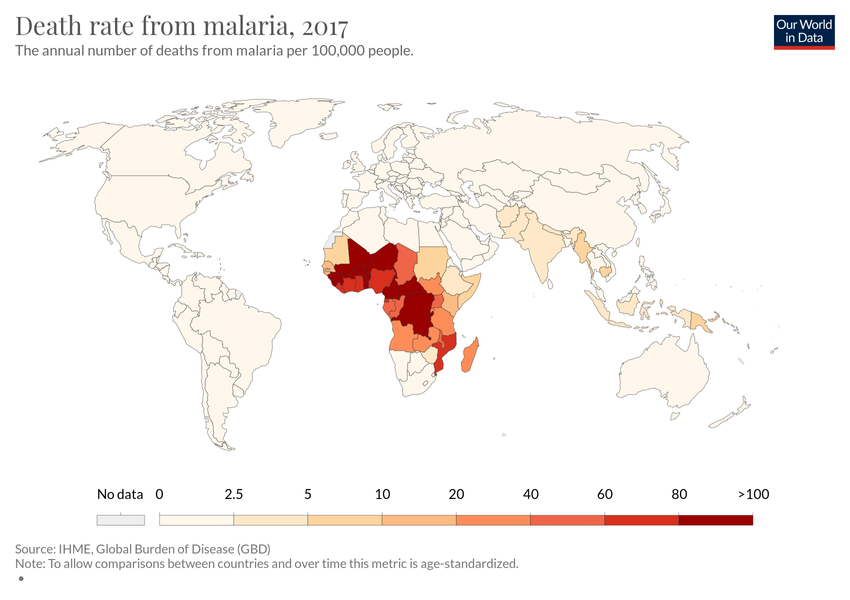 Death rate from malaria, 2017
The annual number of deaths from malaria per 100,000 people.
Our World
in Data
No data 0 2.5 5 10 20 40 60 80 >100
Source: IHME, Global Burden of Disease (GBD)
Note: To allow comparisons between countries and over time this metric is age-standardized.